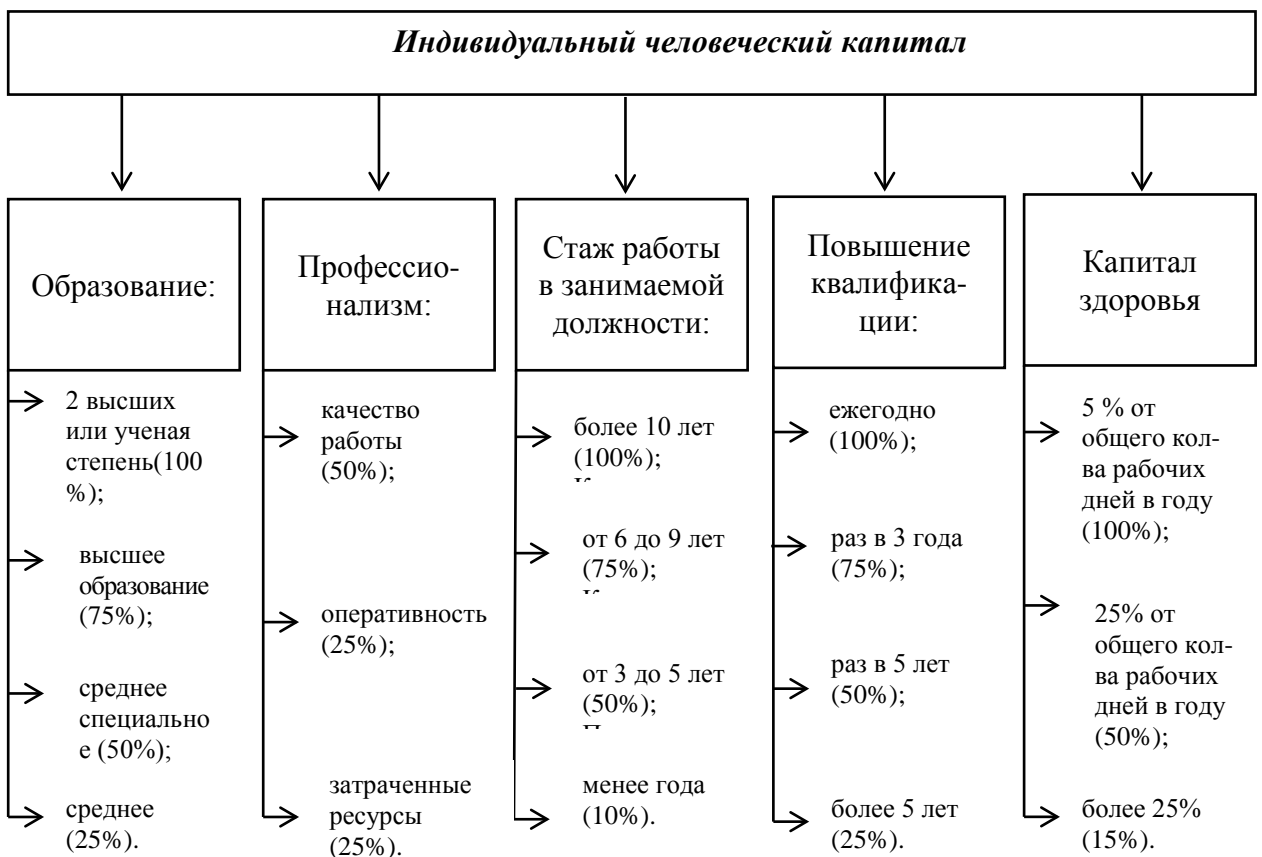 Индивидуальный человеческий капитал
Образование:
2 высших
или ученая
степень(100
%);
высшее
образование
(75%);
среднее
специально
е (50%);
среднее
(25%).
Профессио-
нализм:
качество
работы
(50%);
оперативность
(25%);
затраченные
ресурсы
(25%).
Стаж работы
в занимаемой
должности:
более 10 лет
(100%);
от 6 до 9 лет
(75%);
от 3 до 5 лет
(50%);
менее года
(10%).
Повышение
квалифика-
ции:
ежегодно
(100%);
раз в 3 года
(75%);
раз в 5 лет
(50%);
более 5 лет
(25%).
Капитал
здоровья
5 % от
общего кол-
ва рабочих
дней в году
(100%);
25% от
общего кол-
ва рабочих
дней в году
(50%);
более 25%
(15%).